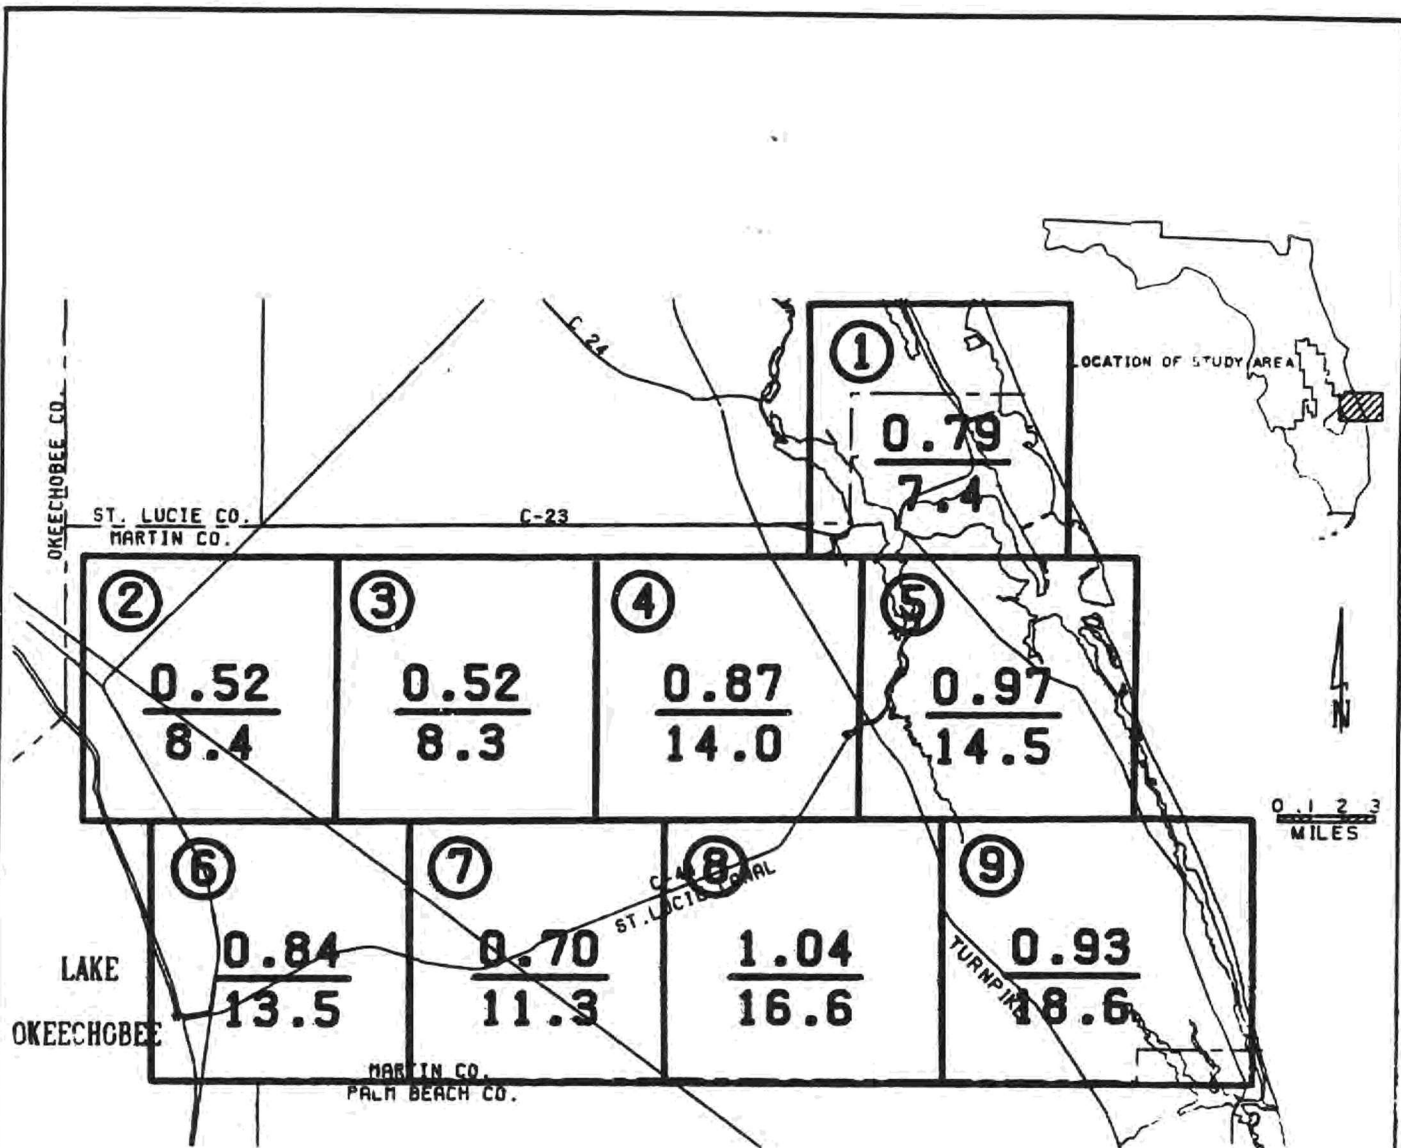 C 24
1
LOCATION OF STUDY AREA
OKEECHOBEE CO.
0.79
7.4
ST. LUCIE CO.
MARTIN CO.
C-23
2
3
4
5
0.52
8.4
0.52
8.3
0.87
14.0
0.97
14.5
N
0 1 2 3
MILES
6
7
8
9
C-44
ST. LUCIE CANAL
0.84
13.5
0.70
11.3
1.04
16.6
0.93
18.6
TURNPIKE
LAKE
OKEECHOBEE
MARTIN CO.
PALM BEACH CO.